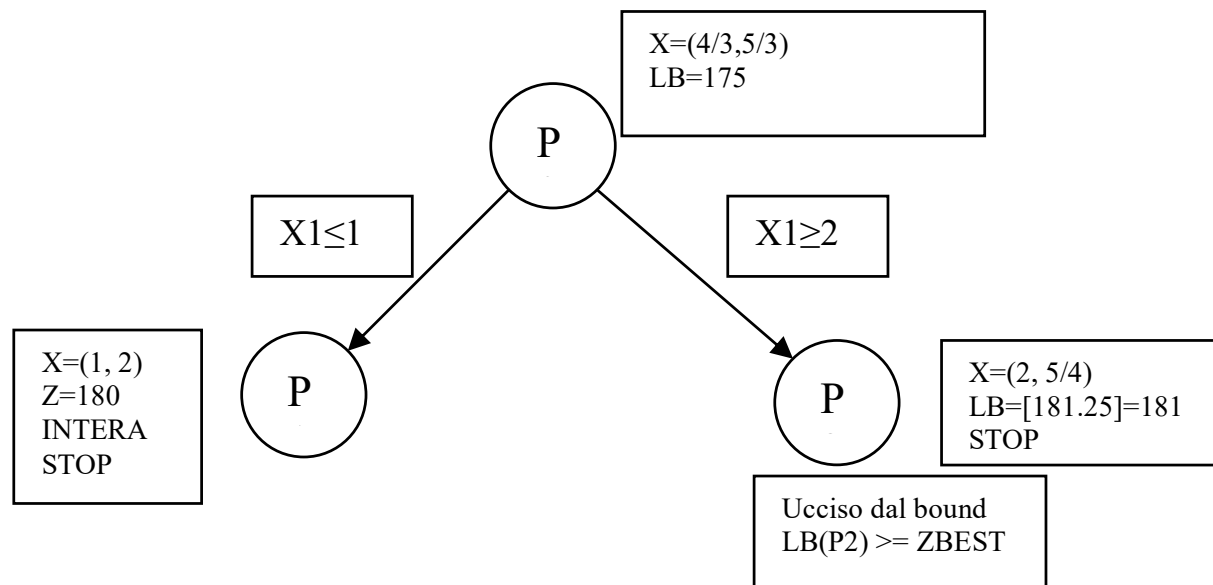 X=(4/3,5/3)
LB=175
P
X1≤1
X1≥2
X=(1, 2)
Z=180
INTERA
STOP
P
P
X=(2, 5/4)
LB=[181.25]=181
STOP
Ucciso dal bound
LB(P2) >= ZBEST